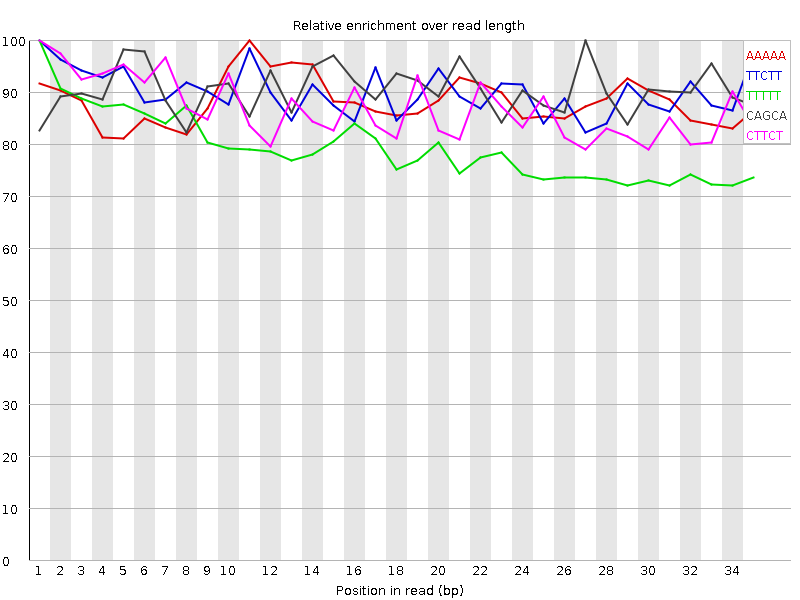 Relative enrichment over read length
100
90
80
70
60
50
40
30
20
10
0
AAAAA
TTCTT
TTTTT
CAGCA
CTTCT
1 2 3 4 5 6 7 8 9 10 12 14 16 18 20 22 24 26 28 30 32 34
Position in read (bp)